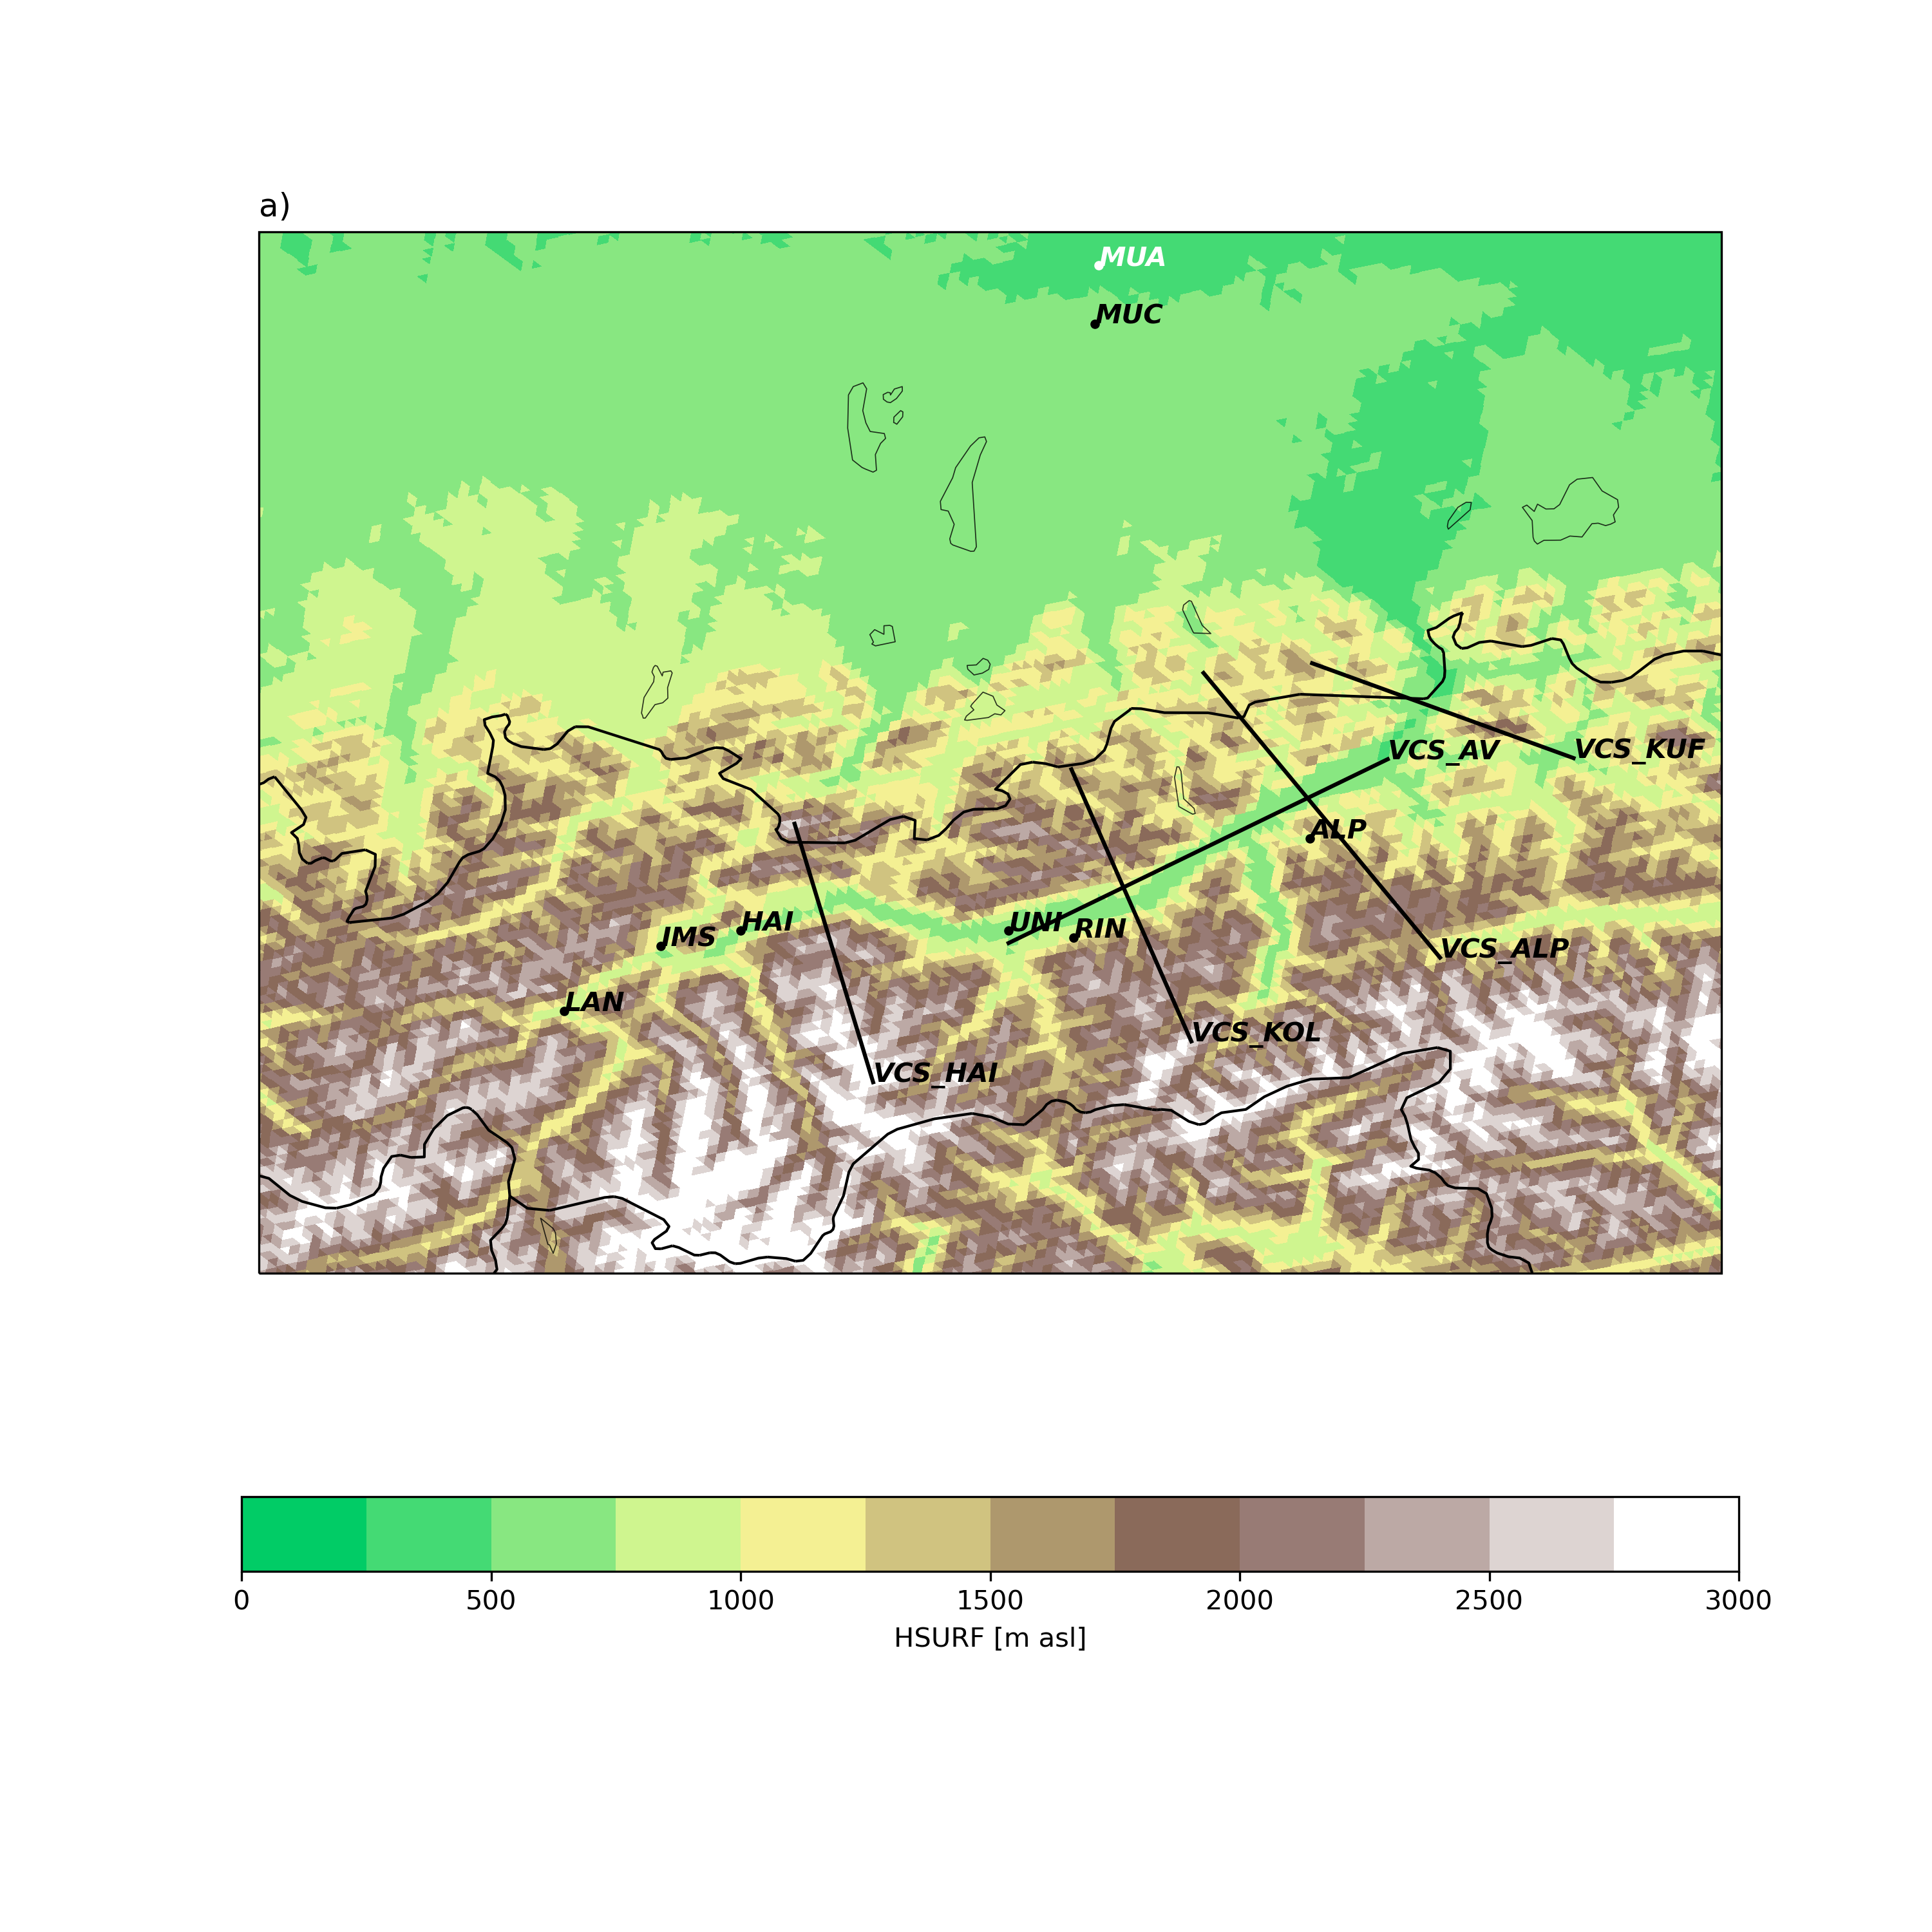 a)
MUA
MUC
VCS_AV
VCS_KUF
ALP
HAI
UNI
RIN
JMS
VCS_ALP
LAN
VCS_KOL
VCS_HAI
0 500 1000 1500 2000 2500 3000
HSURF [m asl]